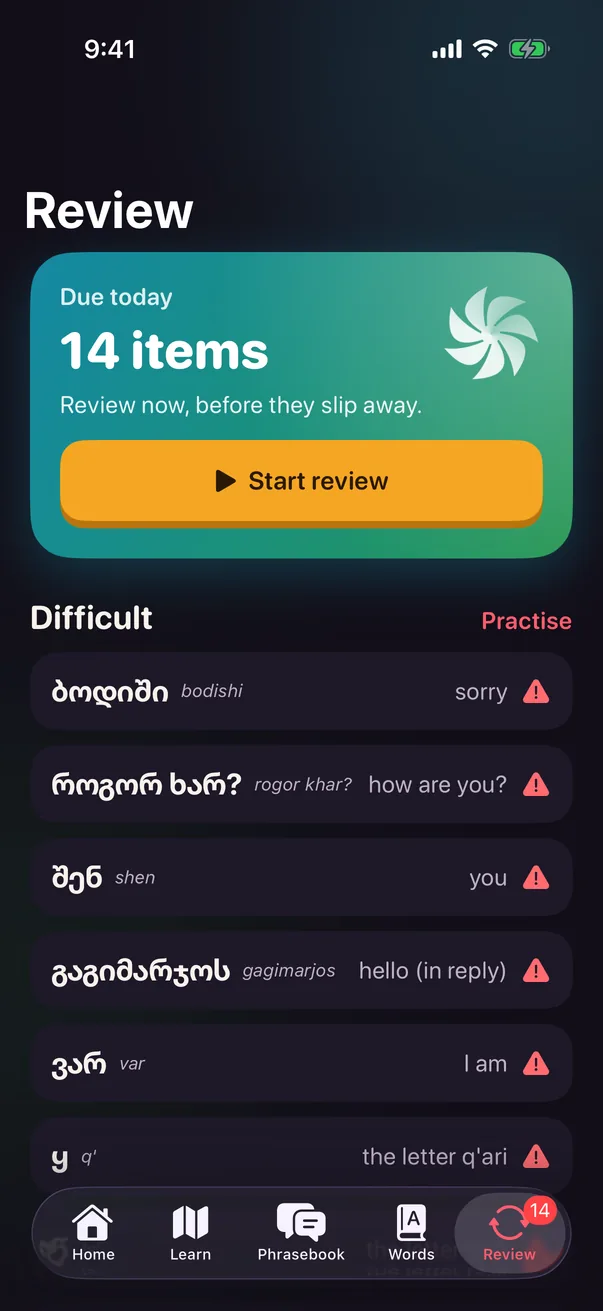 9:41
Review
Due today
14 items
Review now, before they slip away.
Start review
Difficult Practise
ბოდიში bodishi sorry
როგორ ხარ? rogor khar? how are you?
შენ shen you
გაგიმარჯოს gagimarjos hello (in reply)
ვარ var I am
ყ q' the letter q'ari
14
Home Learn Phrasebook Words Review